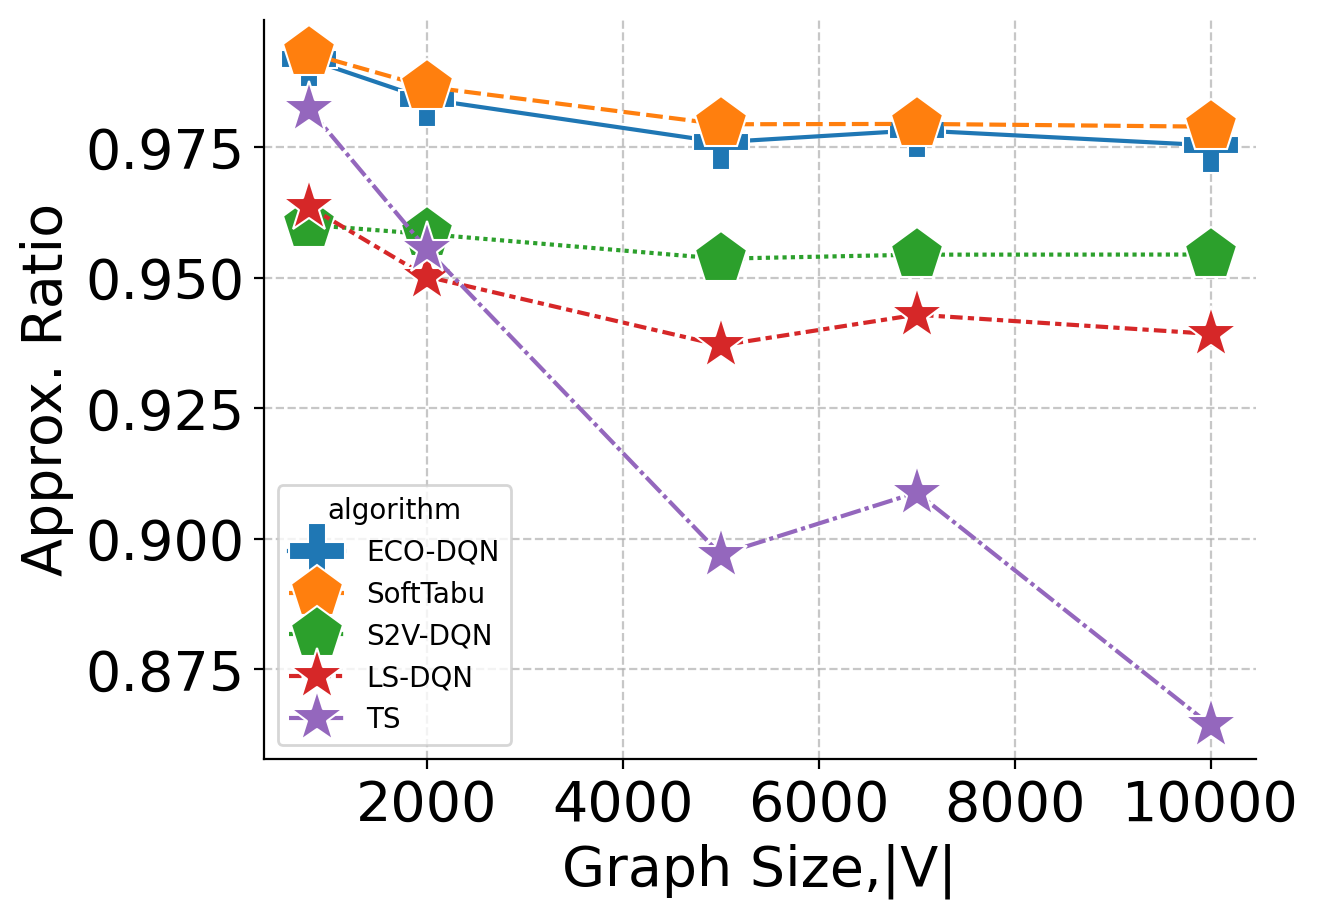 0.975
0.950
0.925
0.900
0.875
Approx. Ratio
algorithm
ECO-DQN
SoftTabu
S2V-DQN
LS-DQN
TS
2000 4000 6000 8000 10000
Graph Size,|V|